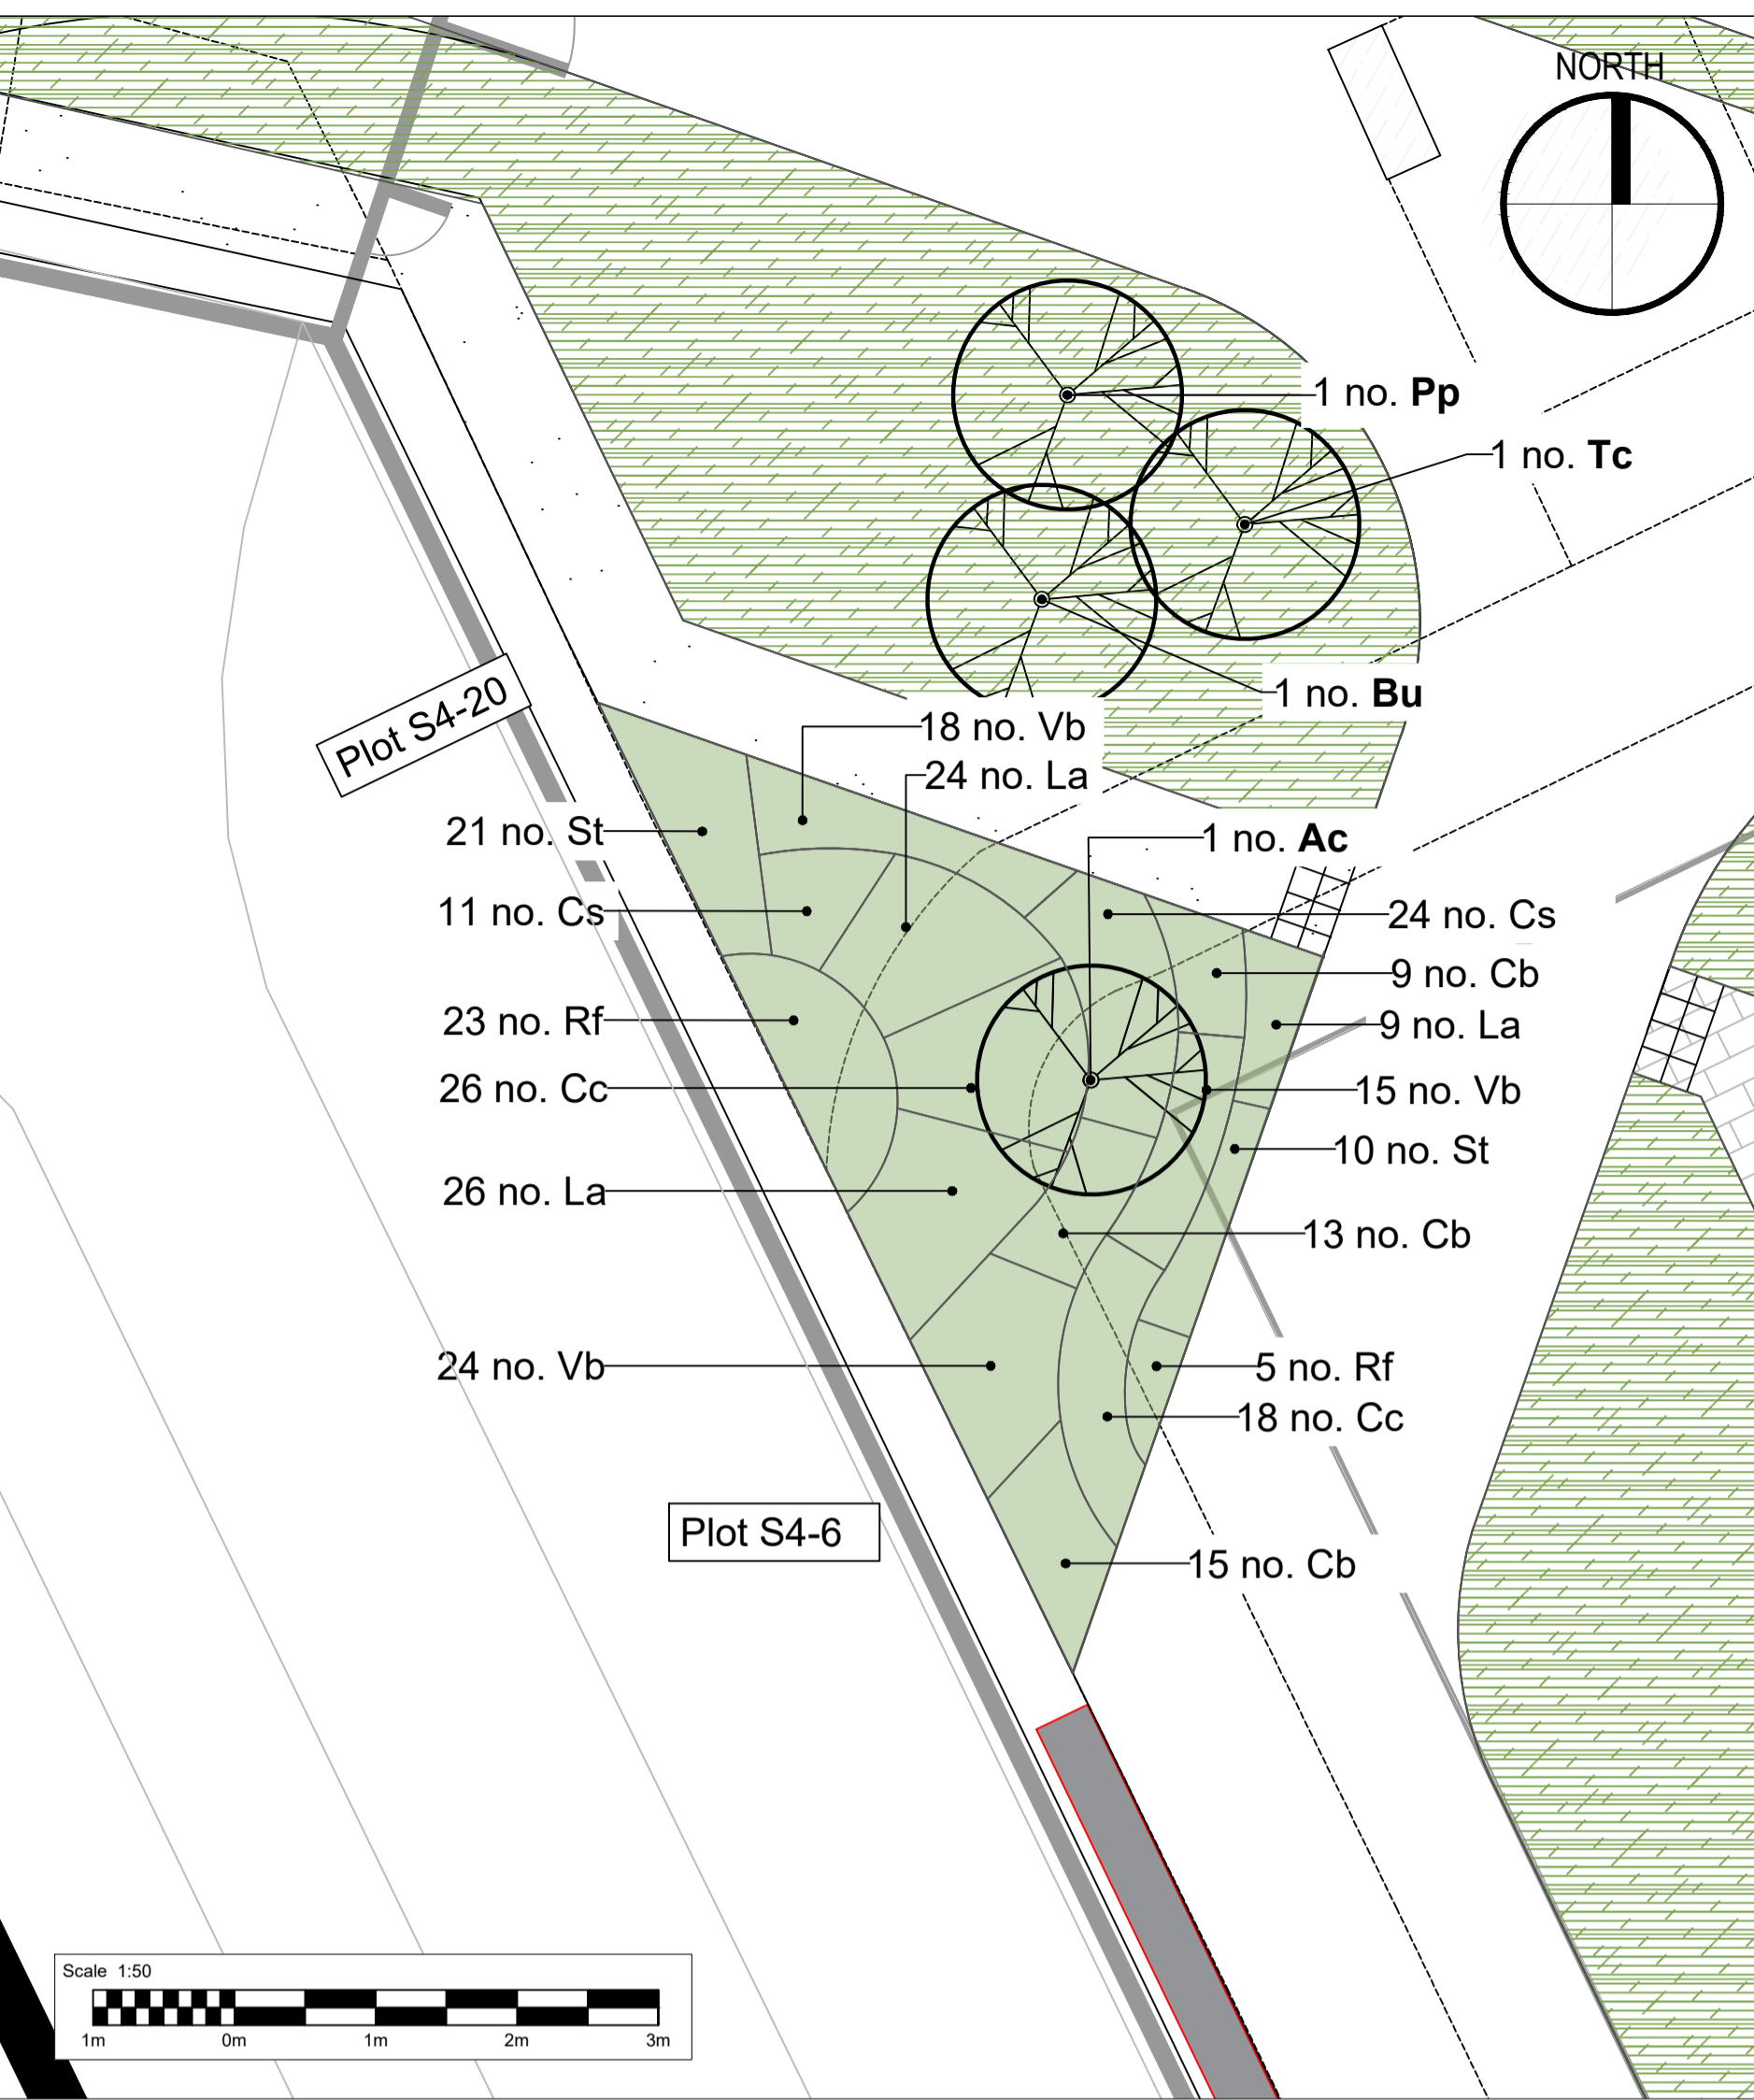 NORTH
1 no. Pp
1 no. Tc
1 no. Bu
Plot S4-20
18 no. Vb
24 no. La
21 no. St
1 no. Ac
11 no. Cs
24 no. Cs
9 no. Cb
23 no. Rf
9 no. La
26 no. Cc
15 no. Vb
10 no. St
26 no. La
13 no. Cb
24 no. Vb
5 no. Rf
18 no. Cc
Plot S4-6
15 no. Cb
Scale 1:50
1m 0m 1m 2m 3m